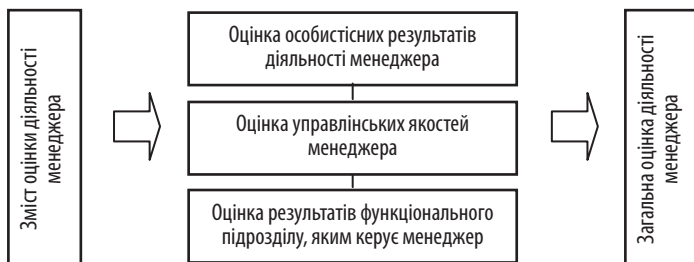 Зміст оцінки діяльності
менеджера
Оцінка особистісних результатів
діяльності менеджера
Оцінка управлінських якостей
менеджера
Оцінка результатів функціонального
підрозділу, яким керує менеджер
Загальна оцінка діяльності
менеджера